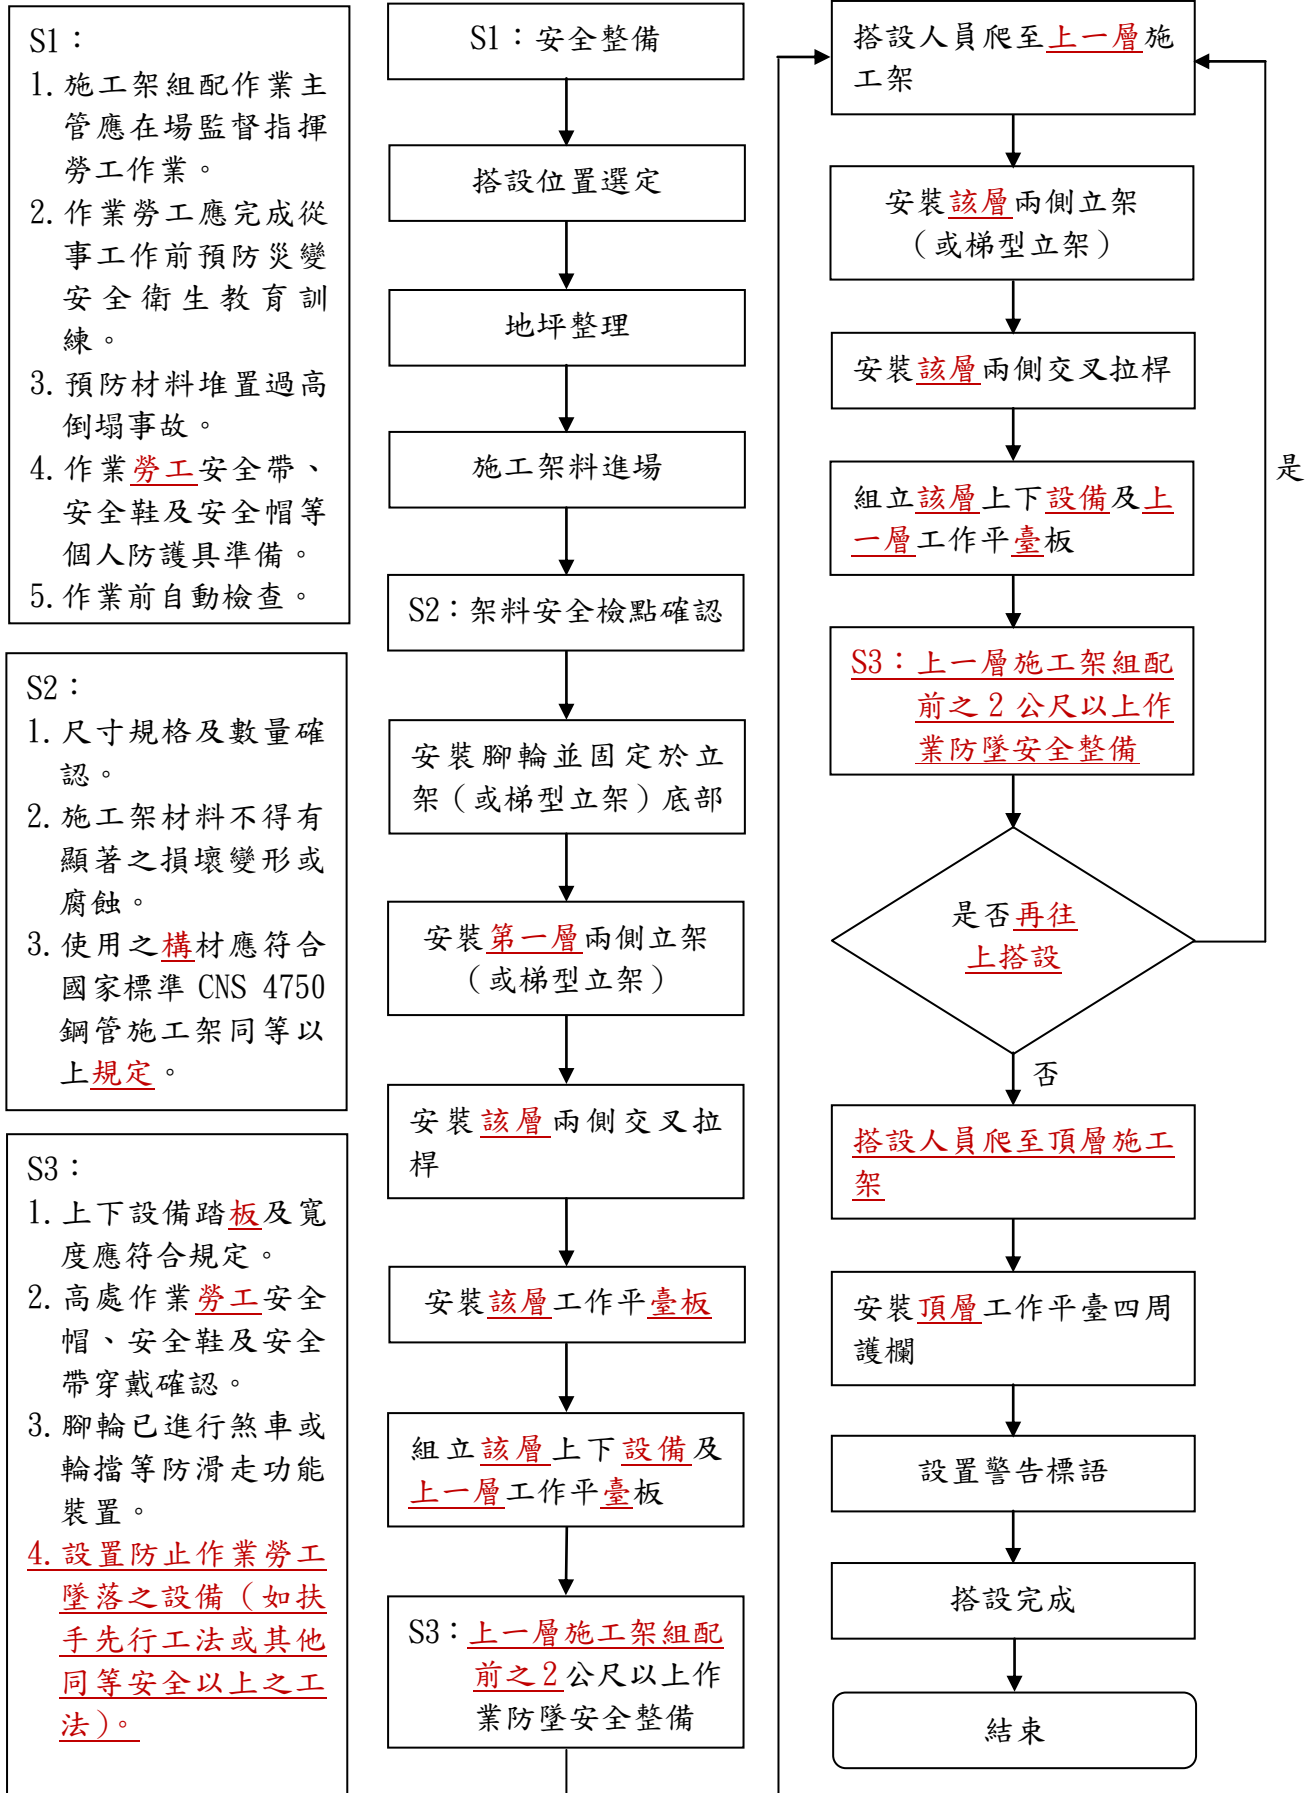 S1：
1.施工架組配作業主
管應在場監督指揮
勞工作業。
2.作業勞工應完成從
事工作前預防災變
安全衛生教育訓
練。
3.預防材料堆置過高
倒塌事故。
4.作業勞工安全帶、
安全鞋及安全帽等
個人防護具準備。
5.作業前自動檢查。
S2：
1.尺寸規格及數量確
認。
2.施工架材料不得有
顯著之損壞變形或
腐蝕。
3.使用之構材應符合
國家標準 CNS 4750
鋼管施工架同等以
上規定。
S3：
1.上下設備踏板及寬
度應符合規定。
2.高處作業勞工安全
帽、安全鞋及安全
帶穿戴確認。
3.腳輪已進行煞車或
輪擋等防滑走功能
裝置。
4.設置防止作業勞工
墜落之設備（如扶
手先行工法或其他
同等安全以上之工
法）。
S1：安全整備
搭設位置選定
地坪整理
施工架料進場
S2：架料安全檢點確認
安裝腳輪並固定於立
架（或梯型立架）底部
安裝第一層兩側立架
（或梯型立架）
安裝該層兩側交叉拉
桿
安裝該層工作平臺板
組立該層上下設備及
上一層工作平臺板
S3：上一層施工架組配
前之2公尺以上作
業防墜安全整備
搭設人員爬至上一層施
工架
安裝該層兩側立架
（或梯型立架）
安裝該層兩側交叉拉桿
組立該層上下設備及上
一層工作平臺板
S3：上一層施工架組配
前之 2 公尺以上作
業防墜安全整備
是否再往
上搭設
是
否
搭設人員爬至頂層施工
架
安裝頂層工作平臺四周
護欄
設置警告標語
搭設完成
結束